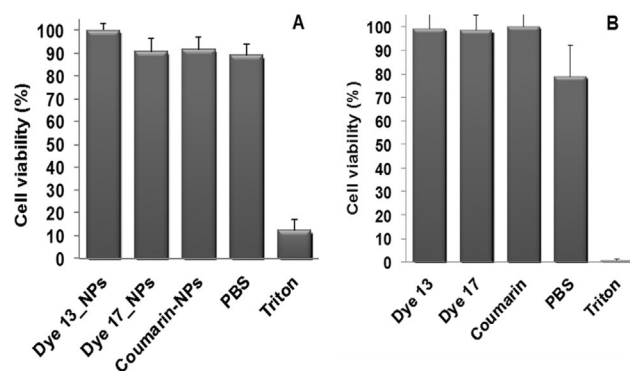 A
Cell viability (%)
100
90
80
70
60
50
40
30
20
10
0
Dye 13_NPs
Dye 17_NPs
Coumarin-NPs
PBS
Triton
B
Cell viability (%)
100
90
80
70
60
50
40
30
20
10
0
Dye 13
Dye 17
Coumarin
PBS
Triton